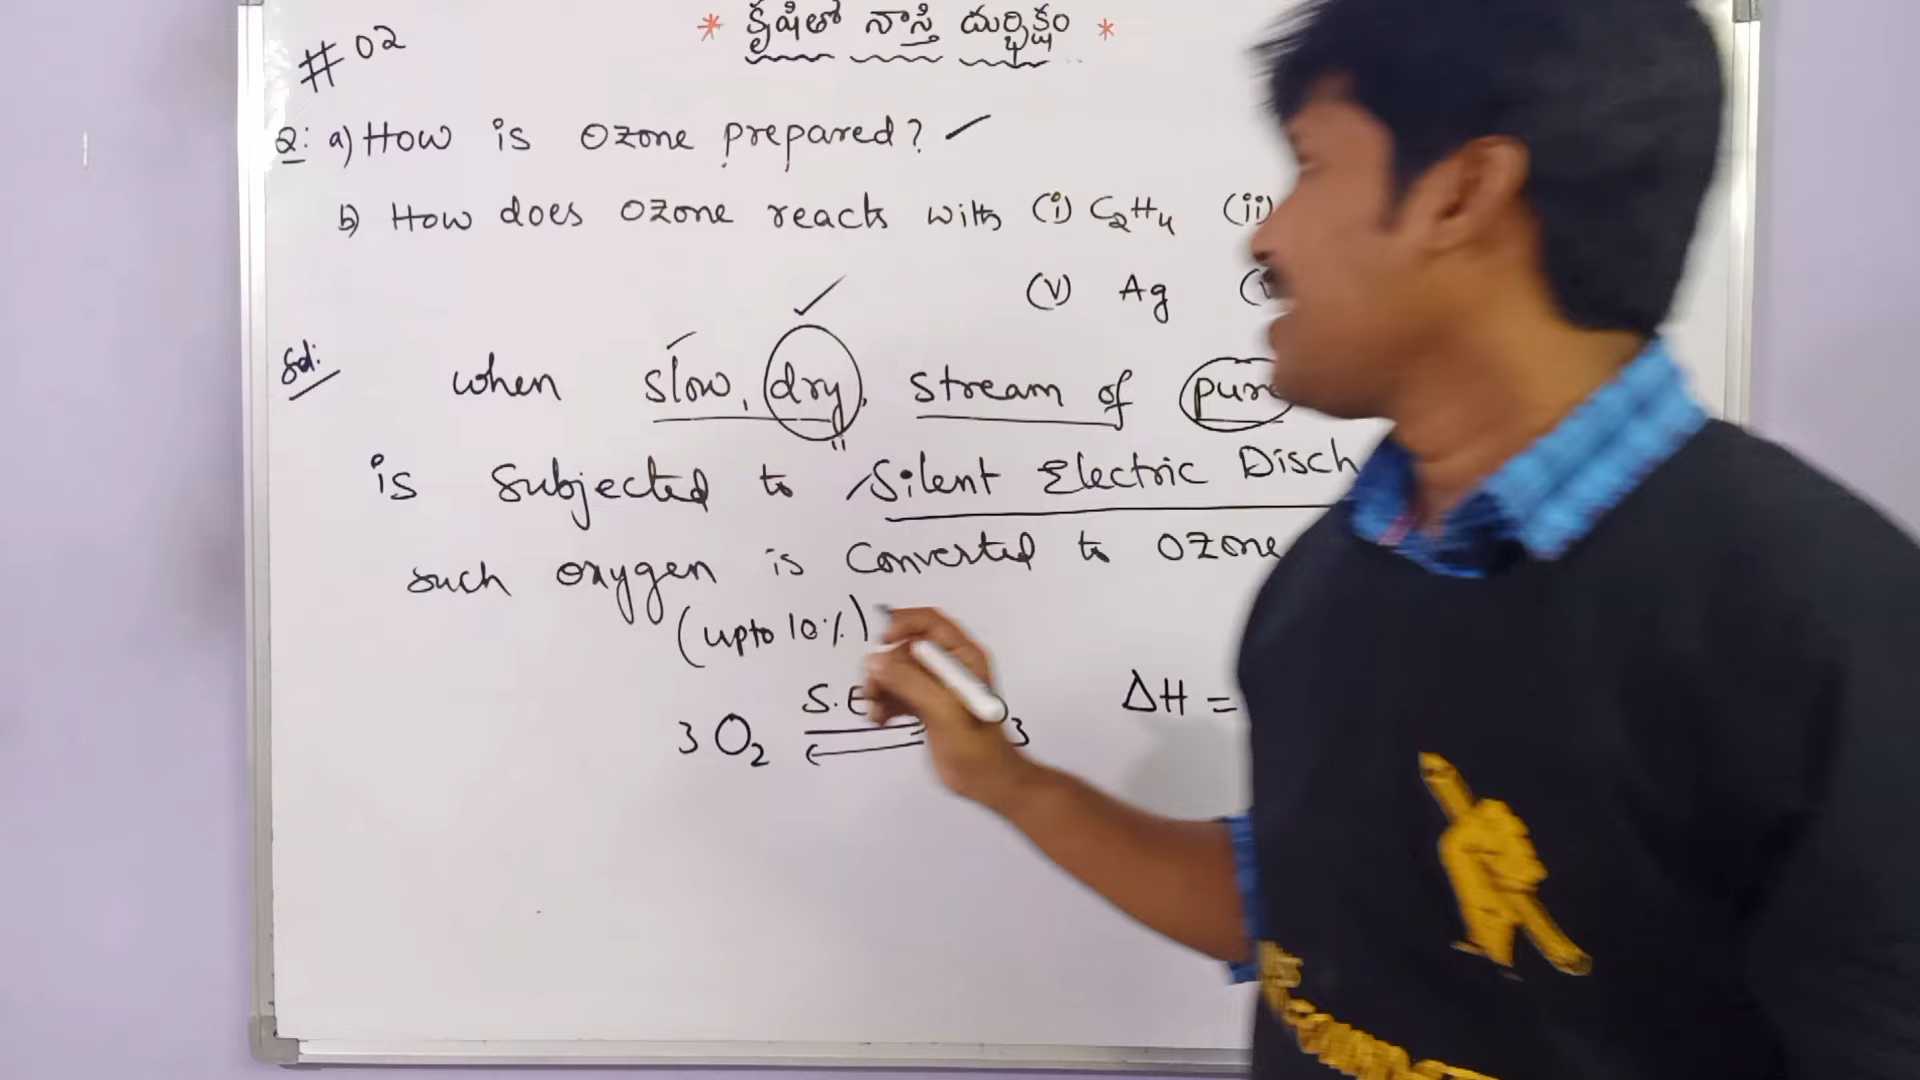 #02
* కృషితో నాస్తి దుర్భిక్షం *
Q: a) How is Ozone prepared?
b) How does Ozone reacts with (i) C2H4 (ii)
(V) Ag
Sol:
when slow, dry, stream of pure
is subjected to Silent Electric Disch
such oxygen is converted to Ozone
(upto 10%)
S.E
3 O2 ⇌ O3 ΔH =